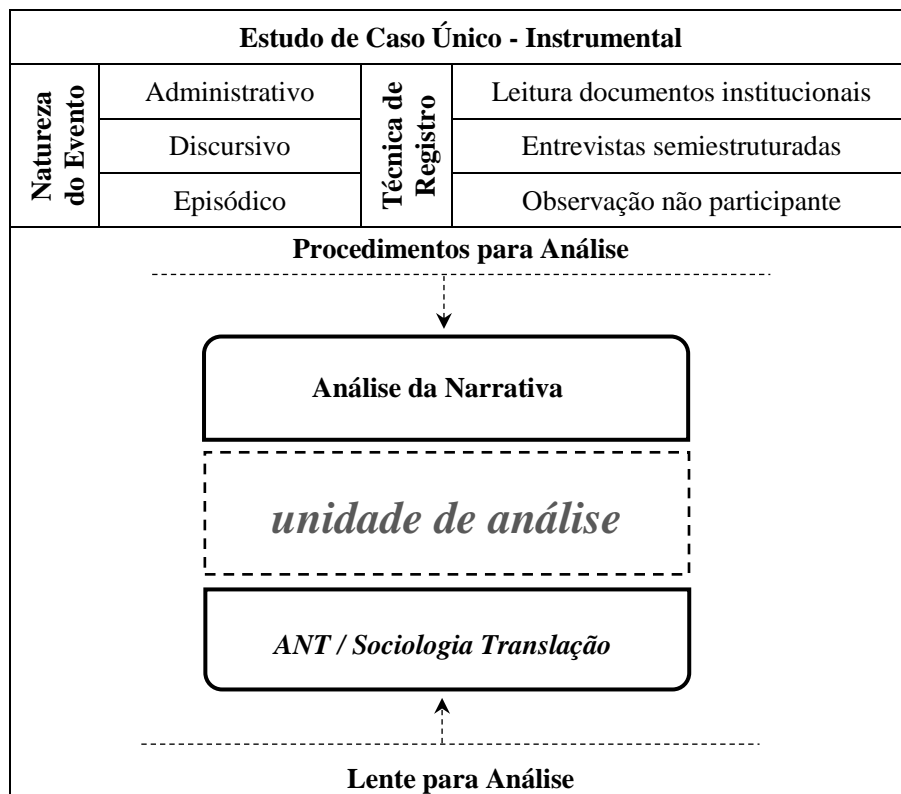 Estudo de Caso Único - Instrumental
Natureza
do Evento
Administrativo
Discursivo
Episódico
Técnica de
Registro
Leitura documentos institucionais
Entrevistas semiestruturadas
Observação não participante
Procedimentos para Análise
Análise da Narrativa
unidade de análise
ANT / Sociologia Translação
Lente para Análise